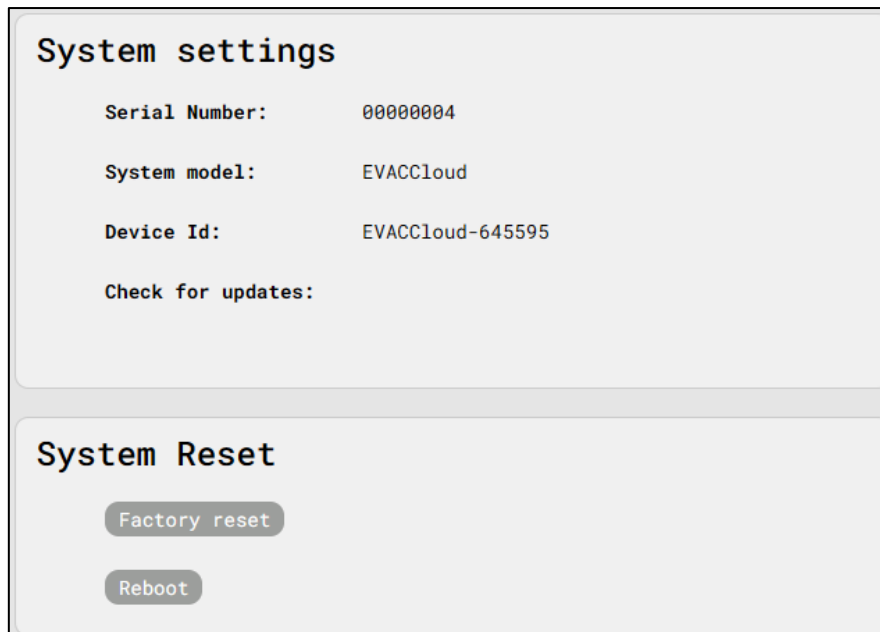 System settings
Serial Number: 00000004
System model: EVACCloud
Device Id: EVACCloud-645595
Check for updates:
System Reset
Factory reset
Reboot